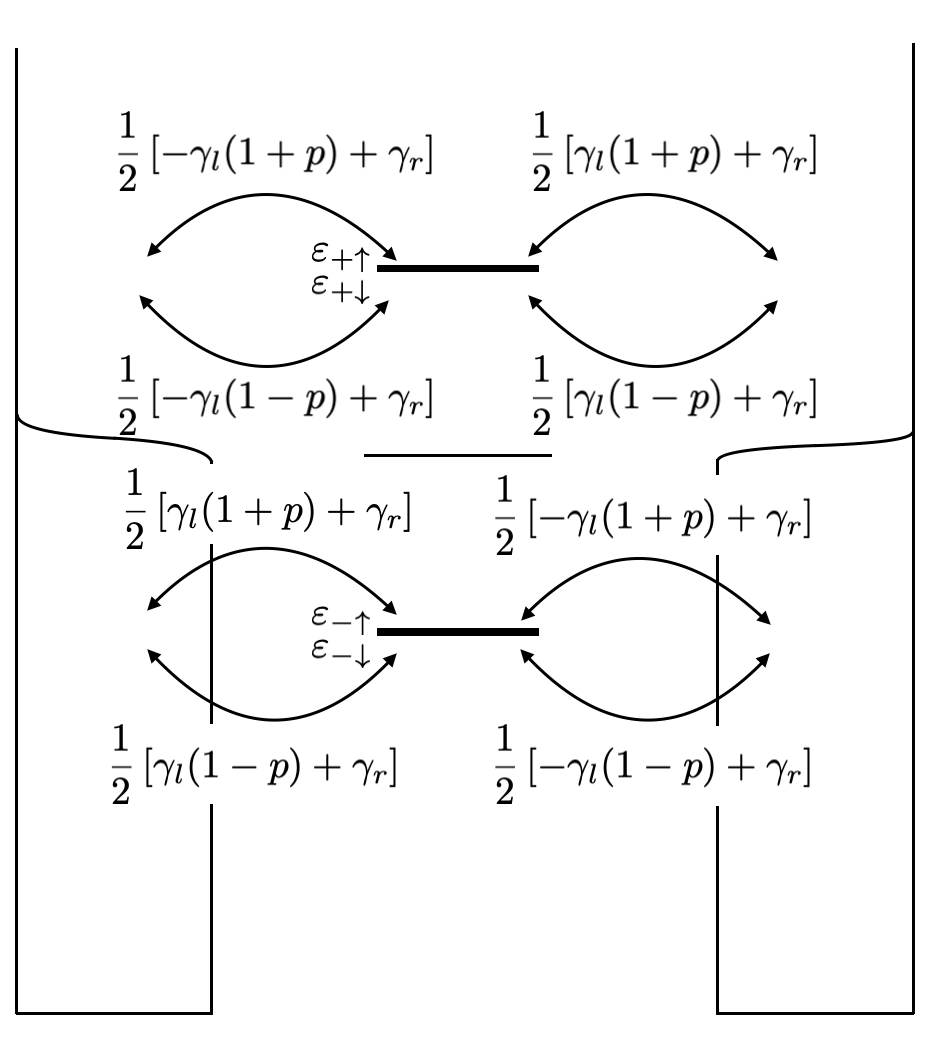 1/2 [−γ_l(1 + p) + γ_r]
1/2 [γ_l(1 + p) + γ_r]
ε_{+↑}
ε_{+↓}
1/2 [−γ_l(1 − p) + γ_r]
1/2 [γ_l(1 − p) + γ_r]
1/2 [γ_l(1 + p) + γ_r]
1/2 [−γ_l(1 + p) + γ_r]
ε_{−↑}
ε_{−↓}
1/2 [γ_l(1 − p) + γ_r]
1/2 [−γ_l(1 − p) + γ_r]